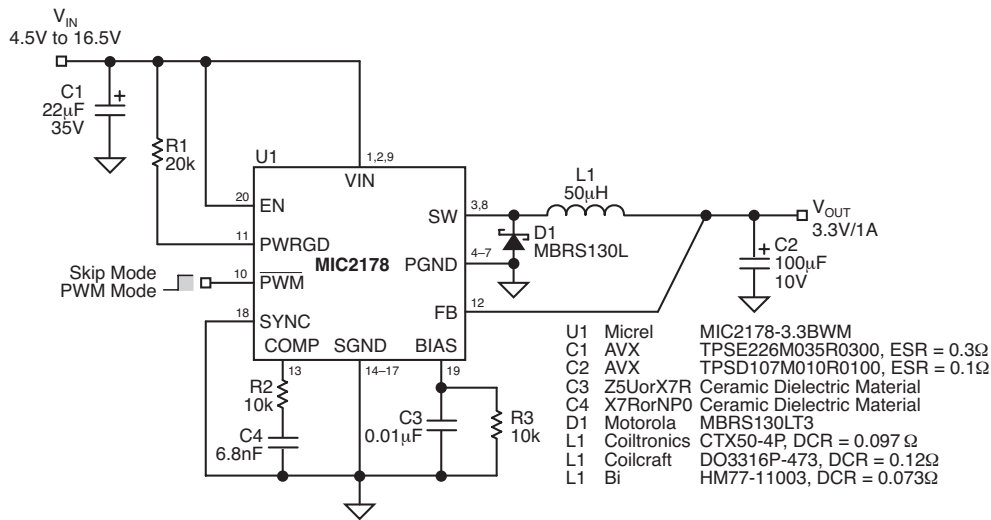 VIN
4.5V to 16.5V
C1
22µF
35V
R1
20k
U1
1,2,9
VIN
20
EN
11
PWRGD
MIC2178
Skip Mode
PWM Mode
10
PWM
18
SYNC
COMP
SGND
BIAS
SW
3,8
PGND
4–7
FB
12
L1
50µH
D1
MBRS130L
VOUT
3.3V/1A
C2
100µF
10V
13
14–17
19
R2
10k
C4
6.8nF
C3
0.01µF
R3
10k
U1 Micrel MIC2178-3.3BWM
C1 AVX TPSE226M035R0300, ESR = 0.3Ω
C2 AVX TPSD107M010R0100, ESR = 0.1Ω
C3 Z5UorX7R Ceramic Dielectric Material
C4 X7RorNP0 Ceramic Dielectric Material
D1 Motorola MBRS130LT3
L1 Coiltronics CTX50-4P, DCR = 0.097 Ω
L1 Coilcraft DO3316P-473, DCR = 0.12Ω
L1 Bi HM77-11003, DCR = 0.073Ω